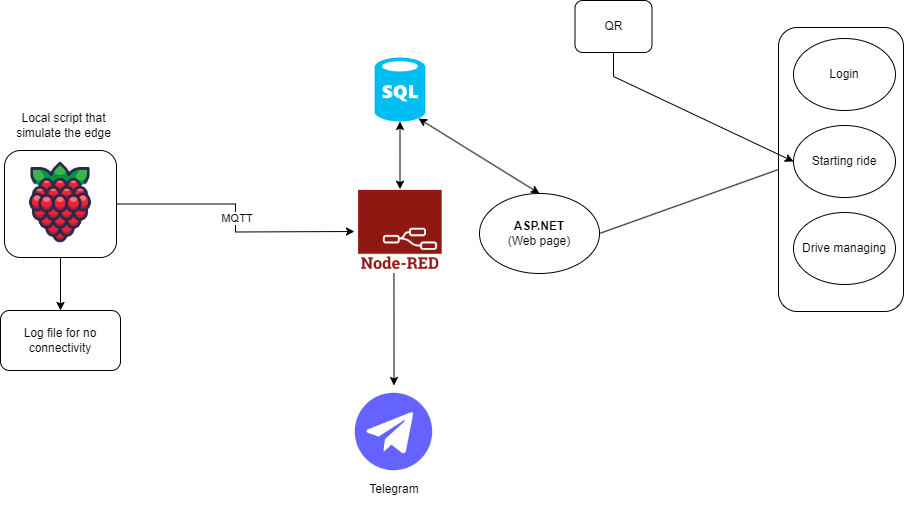 QR
Login
SQL
Local script that
simulate the edge
Starting ride
MQTT
ASP.NET
(Web page)
Drive managing
Node-RED
Log file for no
connectivity
Telegram